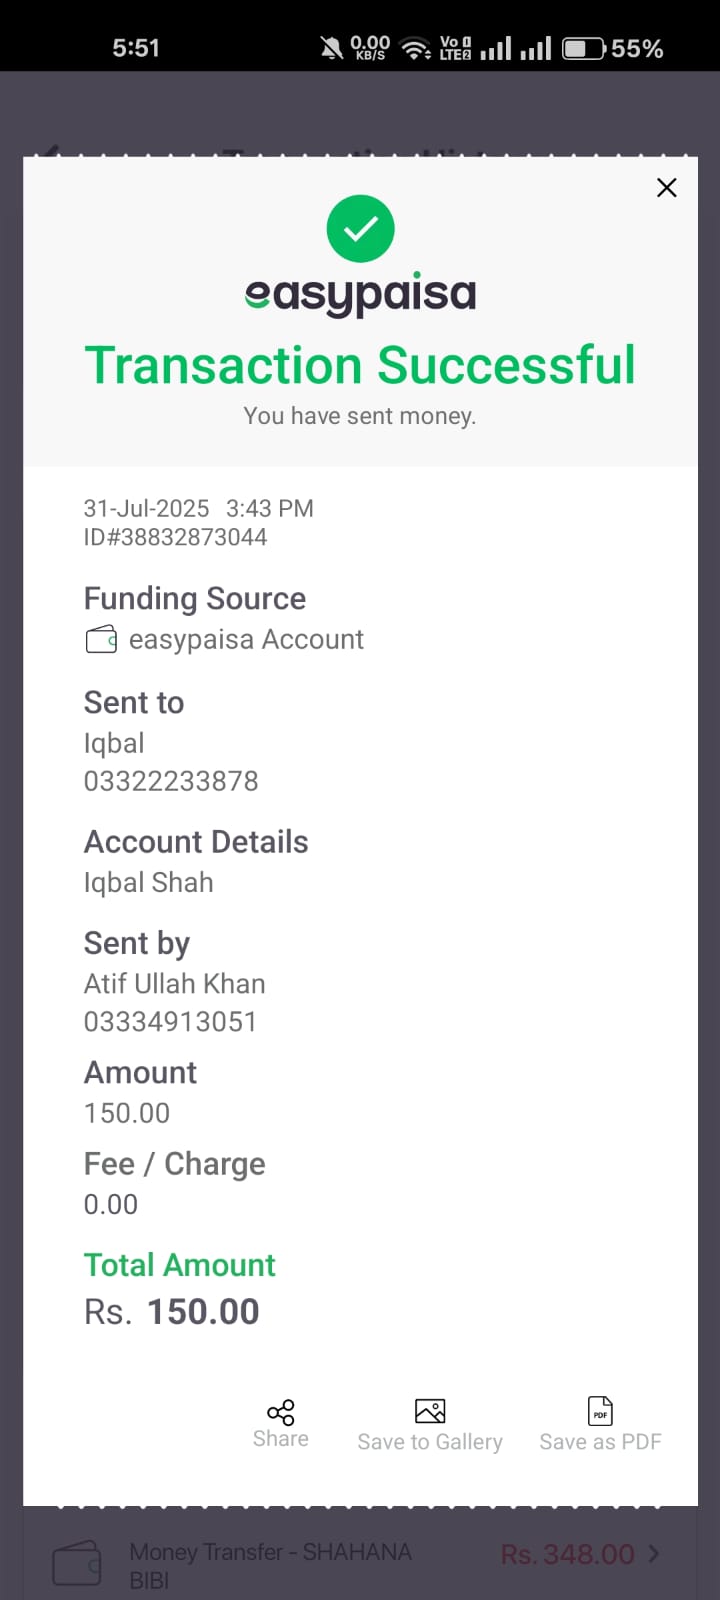 5:51
0.00 KB/S
Vo LTE2
55%
easypaisa
Transaction Successful
You have sent money.
31-Jul-2025 3:43 PM
ID#38832873044
Funding Source
easypaisa Account
Sent to
Iqbal
03322233878
Account Details
Iqbal Shah
Sent by
Atif Ullah Khan
03334913051
Amount
150.00
Fee / Charge
0.00
Total Amount
Rs. 150.00
Share
Save to Gallery
PDF
Save as PDF
Money Transfer - SHAHANA
BIBI
Rs. 348.00